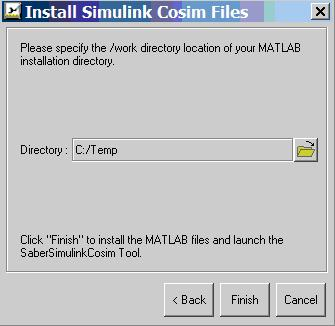 Install Simulink Cosim Files
Please specify the /work directory location of your MATLAB
installation directory.
Directory : C:/Temp
Click "Finish" to install the MATLAB files and launch the
SaberSimulinkCosim Tool.
< Back Finish Cancel